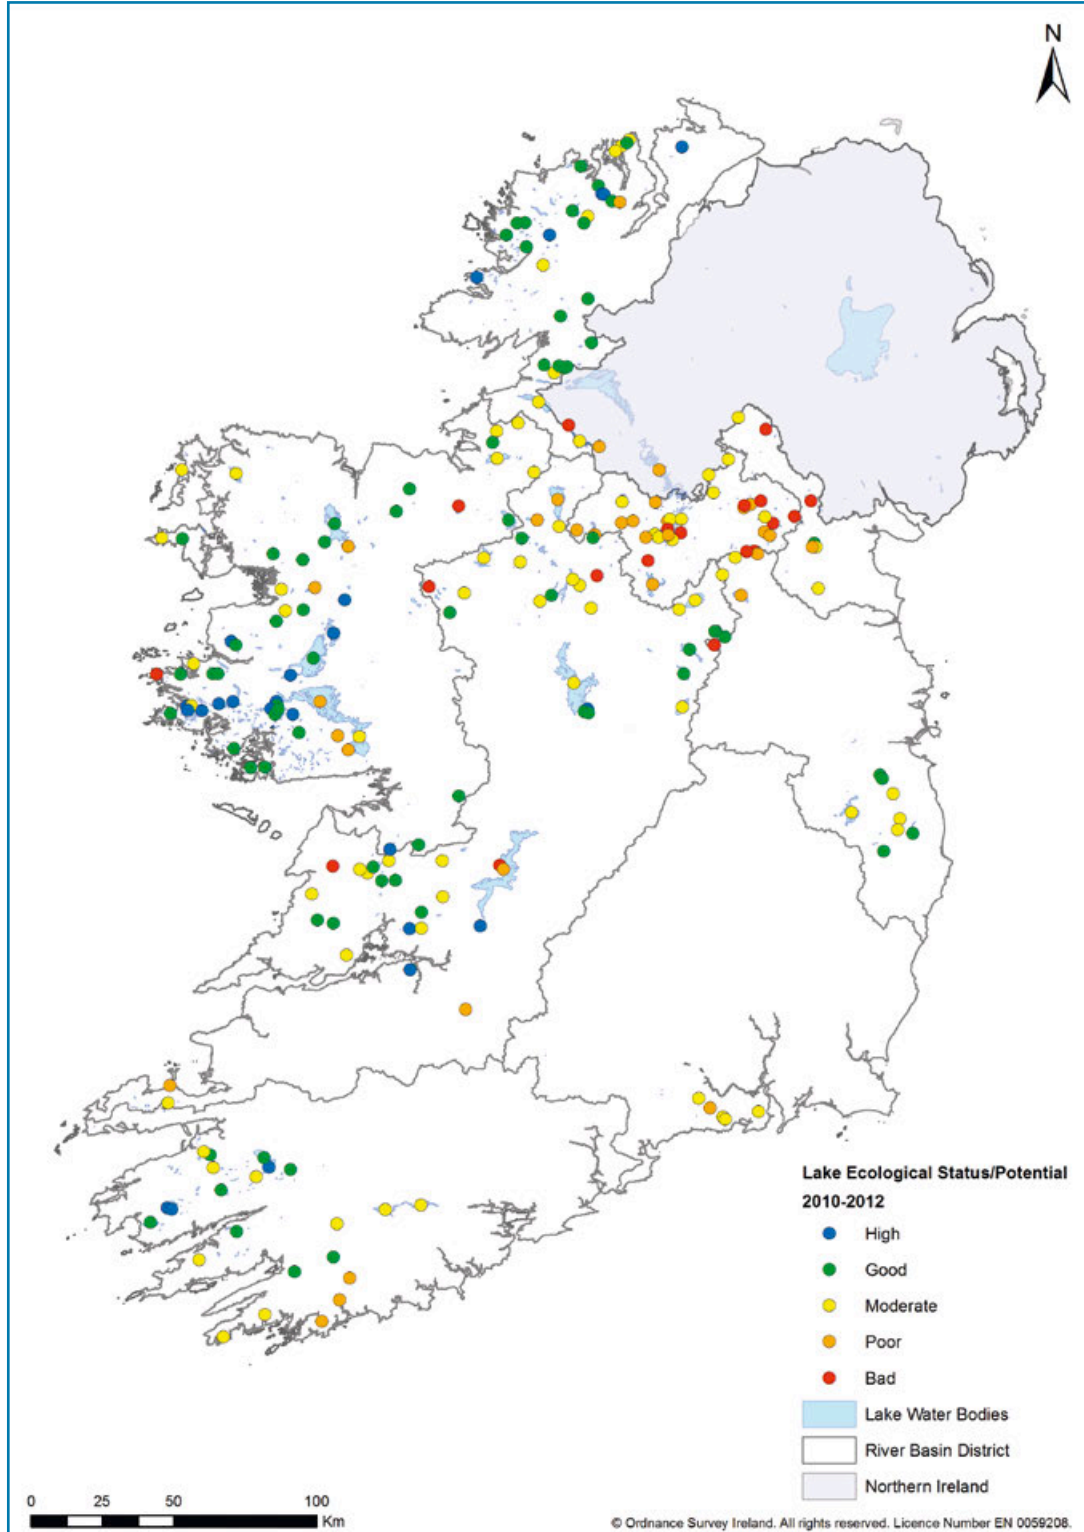 N
Lake Ecological Status/Potential
2010-2012
High
Good
Moderate
Poor
Bad
Lake Water Bodies
River Basin District
Northern Ireland
0 25 50 100
Km
© Ordnance Survey Ireland. All rights reserved. Licence Number EN 0059208.